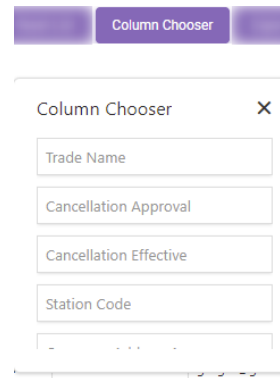 Column Chooser
Column Chooser
Trade Name
Cancellation Approval
Cancellation Effective
Station Code